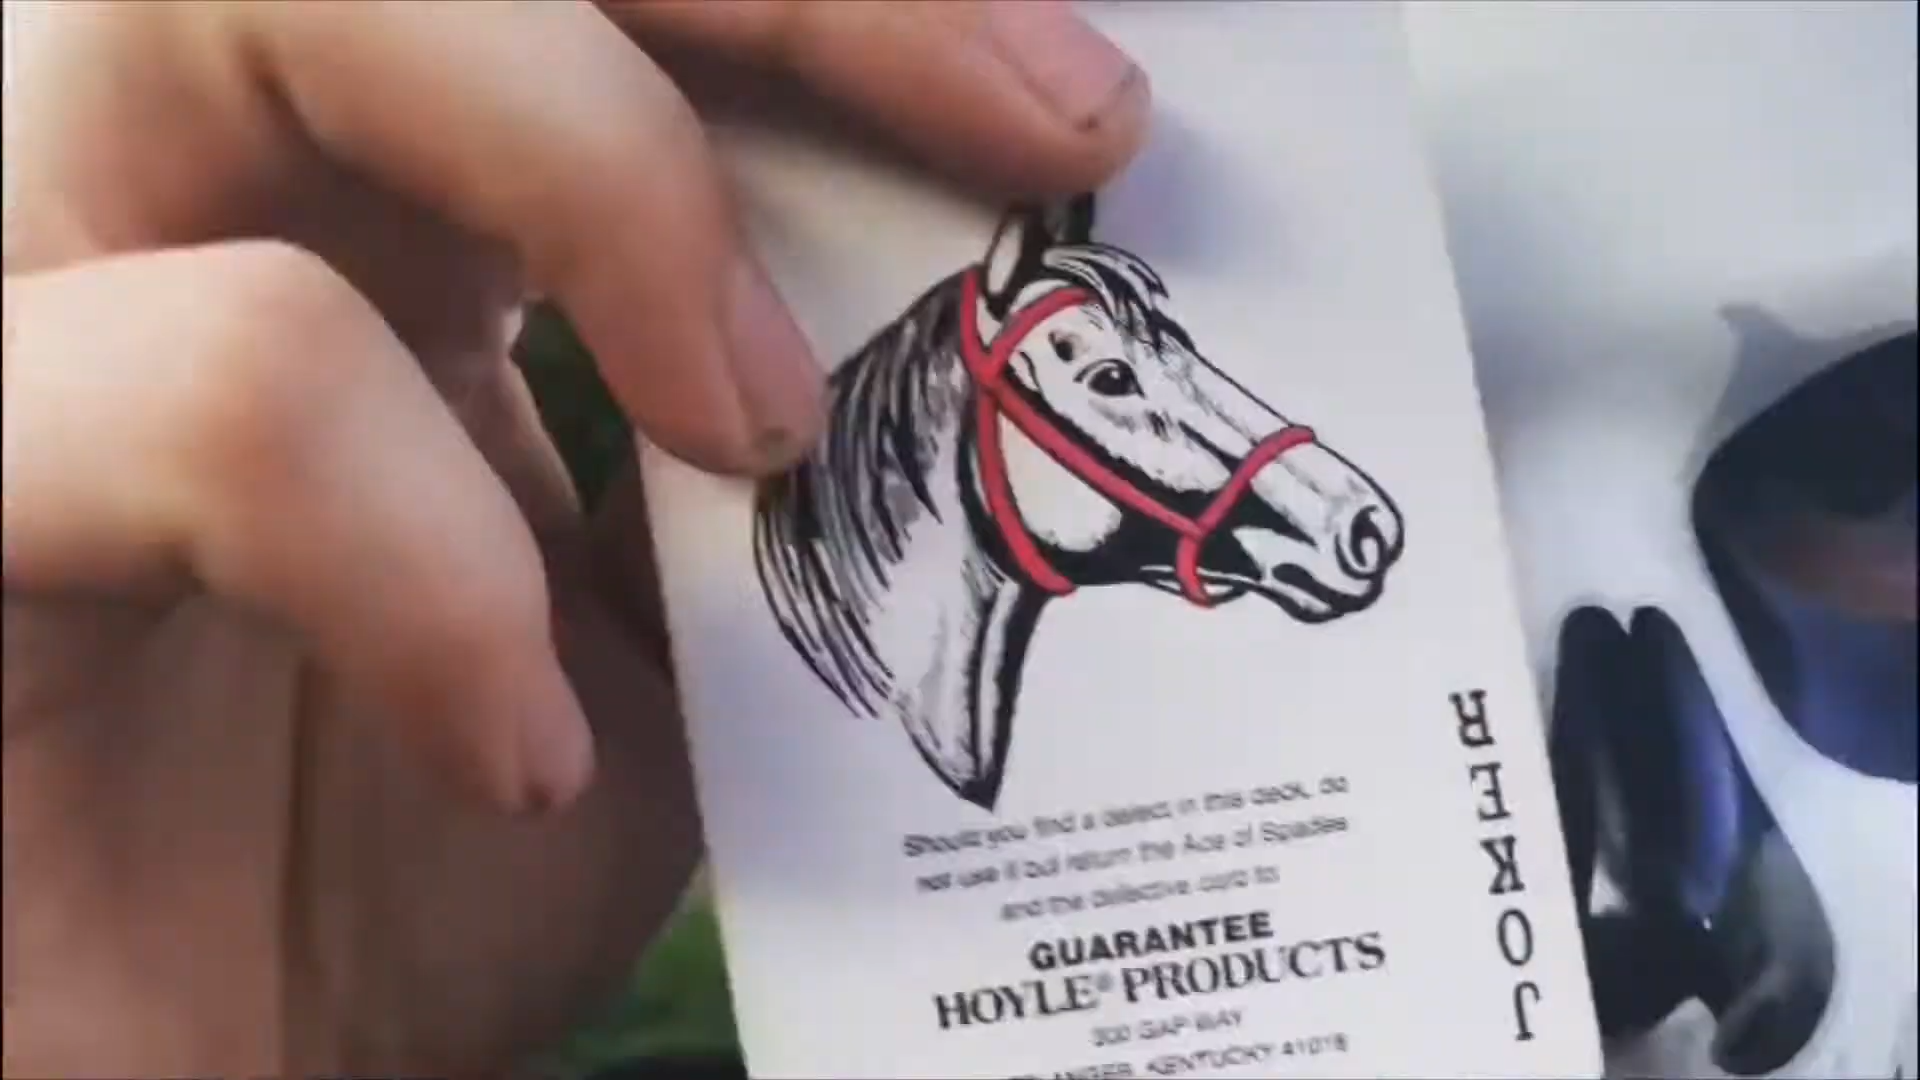 Should you find a defect in this deck, do
not use it but return the Ace of Spades
and the defective card to:
GUARANTEE
HOYLE® PRODUCTS
300 GAP WAY
KENTUCKY 41018
JOKER